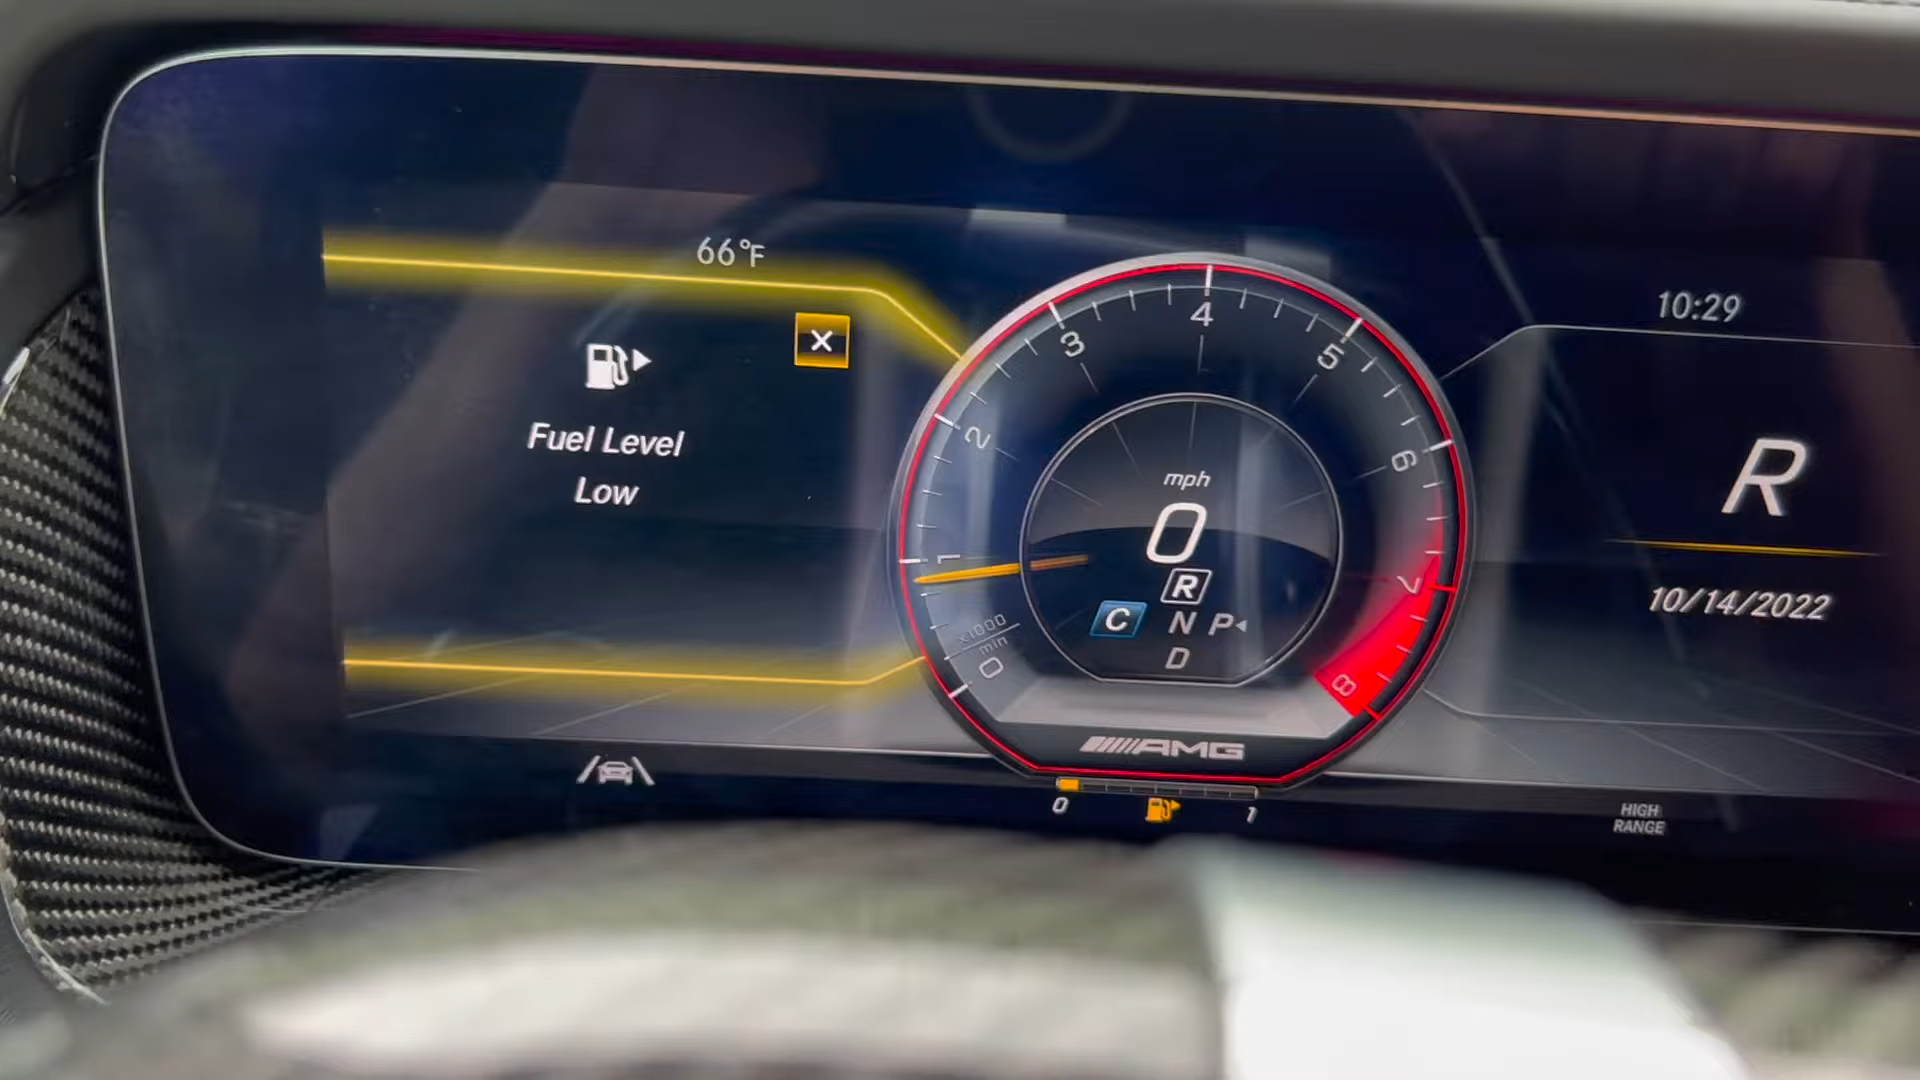 66°F
Fuel Level
Low
0
1
2
3
4
5
6
7
8
x1000
min
mph
0
R
C N P
D
AMG
0 1
10:29
R
10/14/2022
HIGH
RANGE